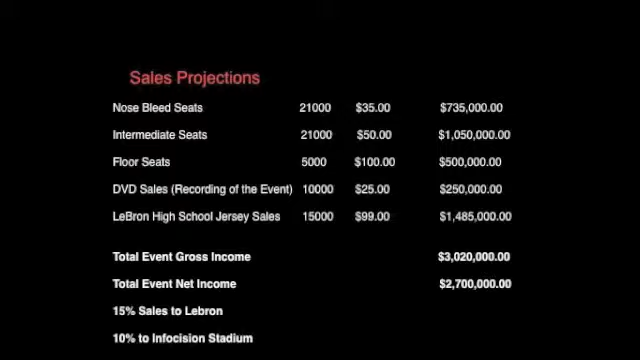 Sales Projections
Nose Bleed Seats 21000 $35.00 $735,000.00
Intermediate Seats 21000 $50.00 $1,050,000.00
Floor Seats 5000 $100.00 $500,000.00
DVD Sales (Recording of the Event) 10000 $25.00 $250,000.00
LeBron High School Jersey Sales 15000 $99.00 $1,485,000.00
Total Event Gross Income $3,020,000.00
Total Event Net Income $2,700,000.00
15% Sales to Lebron
10% to Infocision Stadium